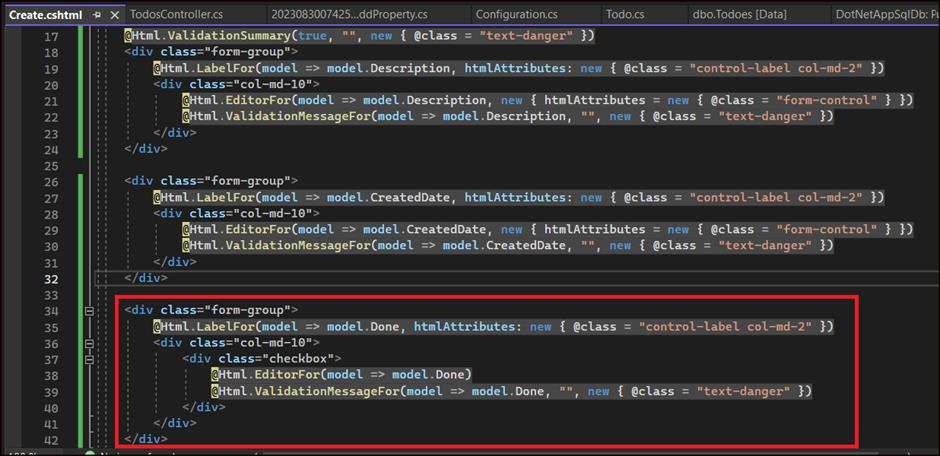 Create.cshtml TodosController.cs 2023083007425...ddProperty.cs Configuration.cs Todo.cs dbo.Todoes [Data] DotNetAppSqlDb: Pu
17 @Html.ValidationSummary(true, "", new { @class = "text-danger" })
18 <div class="form-group">
19 @Html.LabelFor(model => model.Description, htmlAttributes: new { @class = "control-label col-md-2" })
20 <div class="col-md-10">
21 @Html.EditorFor(model => model.Description, new { htmlAttributes = new { @class = "form-control" } })
22 @Html.ValidationMessageFor(model => model.Description, "", new { @class = "text-danger" })
23 </div>
24 </div>
25
26 <div class="form-group">
27 @Html.LabelFor(model => model.CreatedDate, htmlAttributes: new { @class = "control-label col-md-2" })
28 <div class="col-md-10">
29 @Html.EditorFor(model => model.CreatedDate, new { htmlAttributes = new { @class = "form-control" } })
30 @Html.ValidationMessageFor(model => model.CreatedDate, "", new { @class = "text-danger" })
31 </div>
32 </div>
33
34 <div class="form-group">
35 @Html.LabelFor(model => model.Done, htmlAttributes: new { @class = "control-label col-md-2" })
36 <div class="col-md-10">
37 <div class="checkbox">
38 @Html.EditorFor(model => model.Done)
39 @Html.ValidationMessageFor(model => model.Done, "", new { @class = "text-danger" })
40 </div>
41 </div>
42 </div>